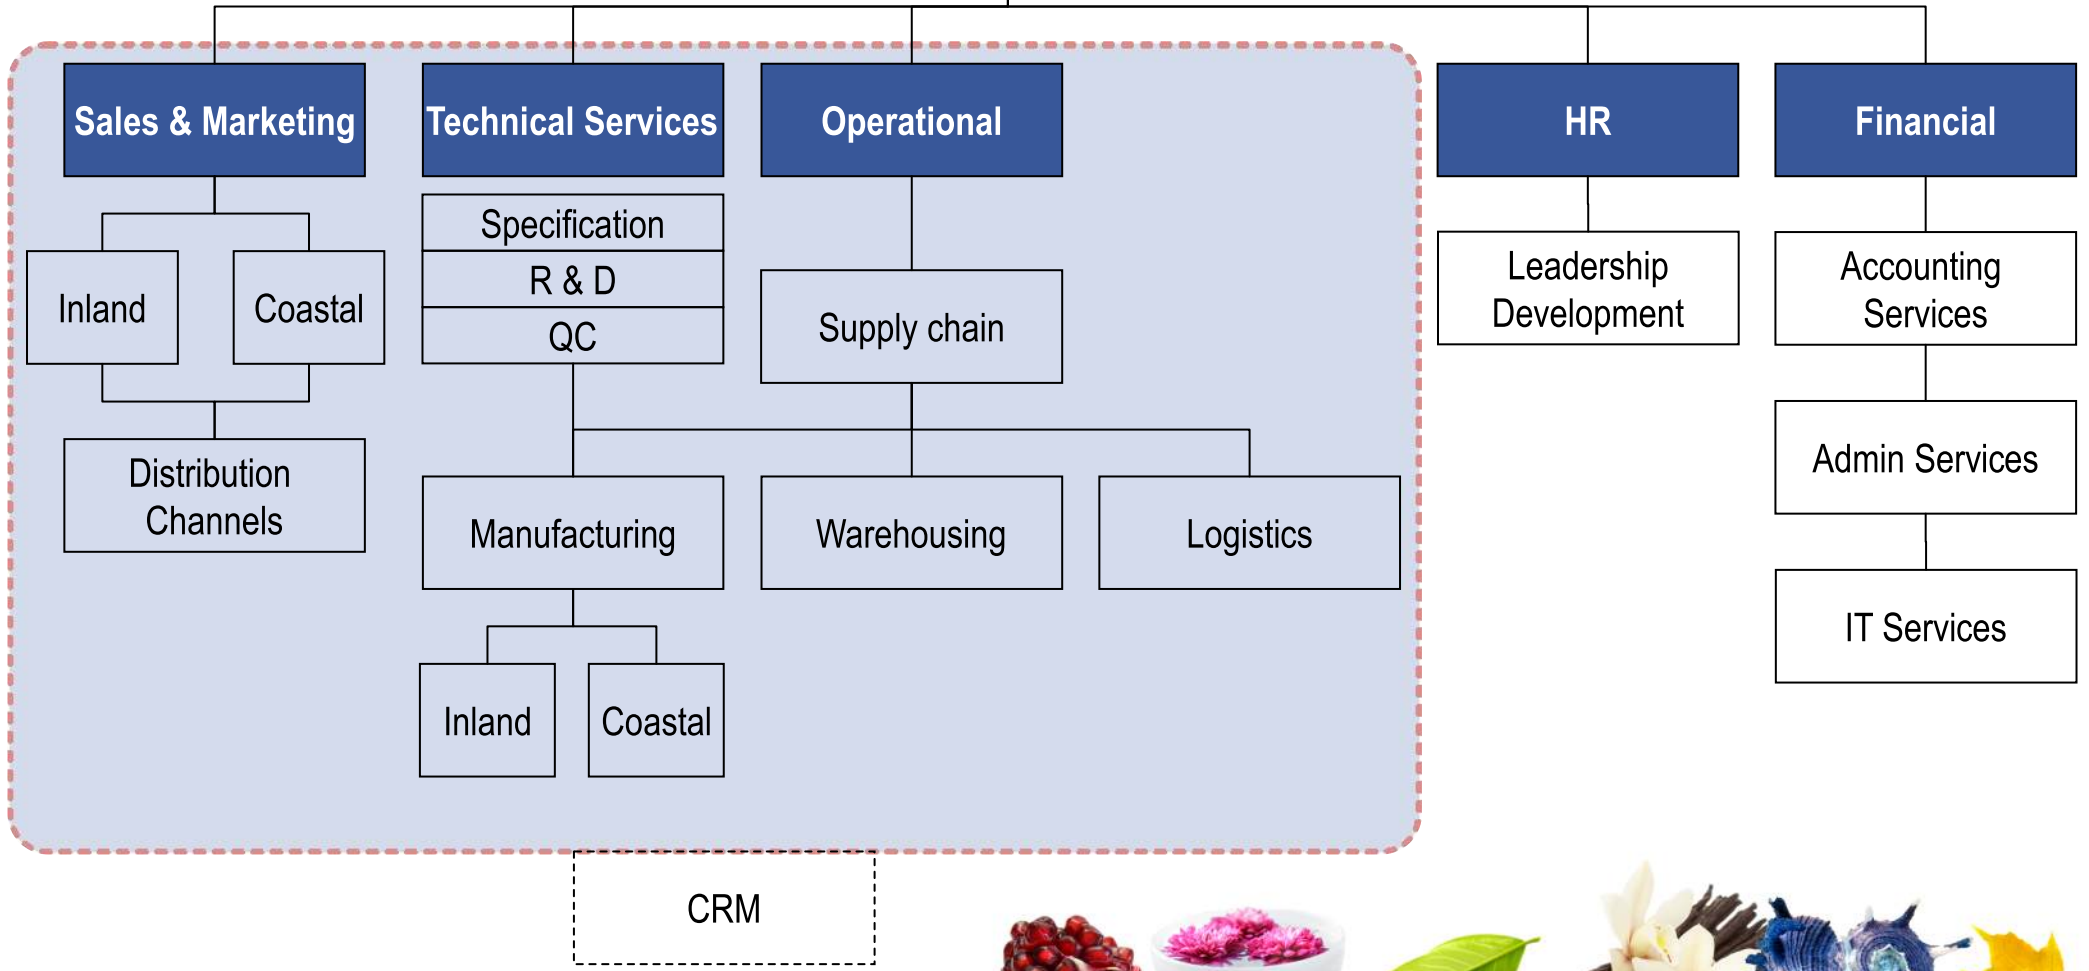 Sales & Marketing
Technical Services
Operational
HR
Financial
Specification
R & D
QC
Inland
Coastal
Supply chain
Leadership
Development
Accounting
Services
Distribution
Channels
Admin Services
Manufacturing
Warehousing
Logistics
IT Services
Inland
Coastal
CRM